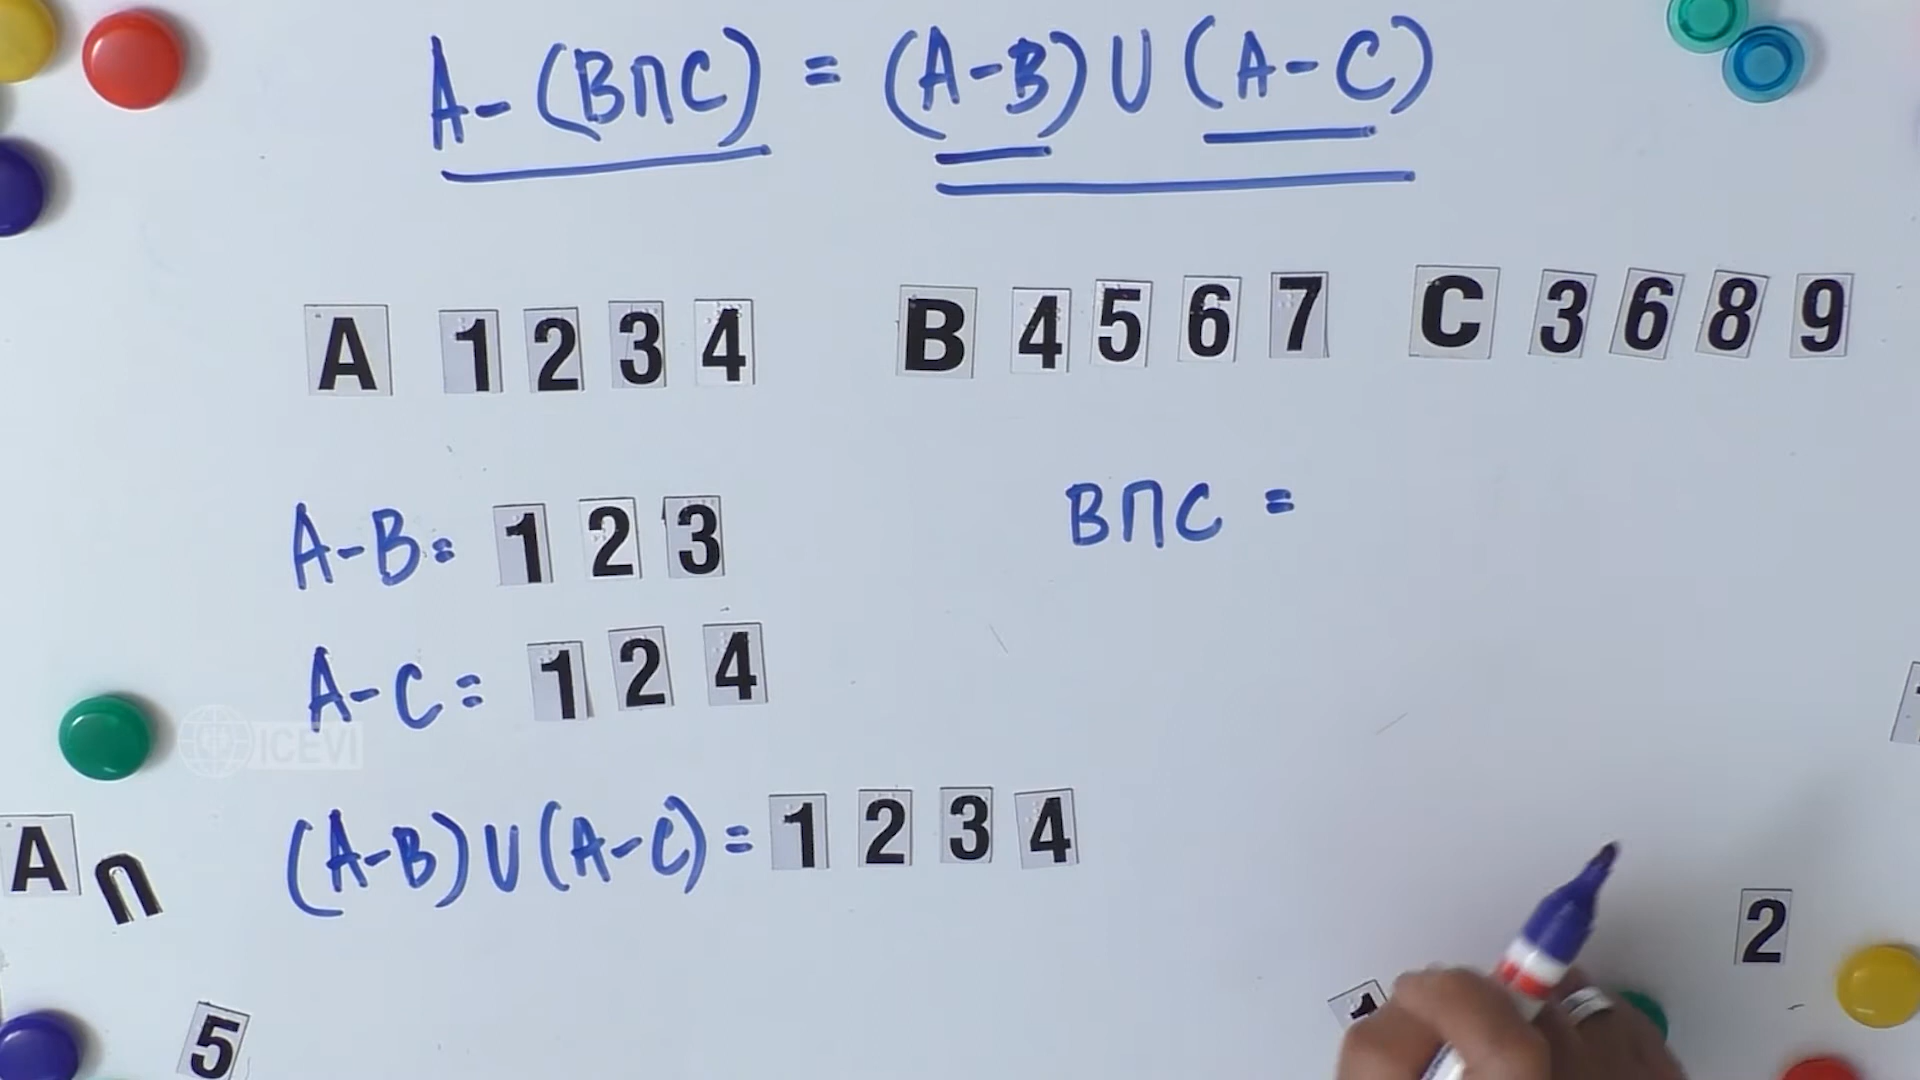 A-(B∩C) = (A-B)∪(A-C)
A 1 2 3 4 B 4 5 6 7 C 3 6 8 9
A-B= 1 2 3 B∩C =
A-C= 1 2 4
ICEVI
(A-B)∪(A-C)= 1 2 3 4
A ∩
2
5
1